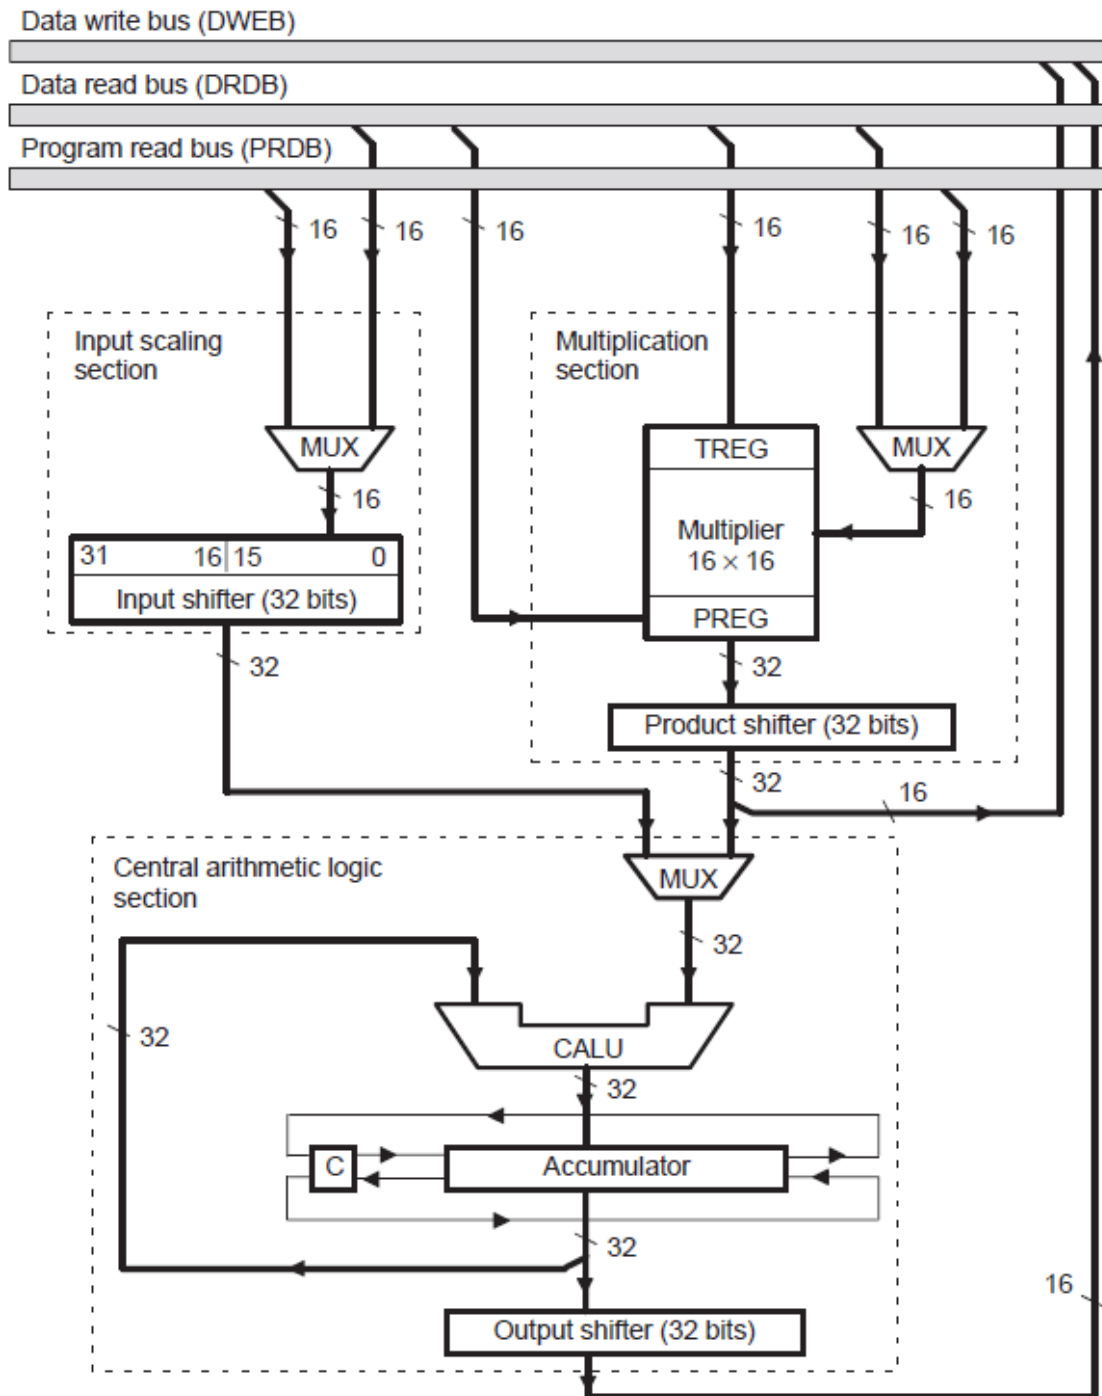 Data write bus (DWEB)
Data read bus (DRDB)
Program read bus (PRDB)
16
16
16
16
16
16
Input scaling
section
Multiplication
section
MUX
TREG
MUX
16
16
Multiplier
16 × 16
31
16
15
0
Input shifter (32 bits)
PREG
32
32
Product shifter (32 bits)
32
16
Central arithmetic logic
section
MUX
32
32
CALU
32
C
Accumulator
32
16
Output shifter (32 bits)